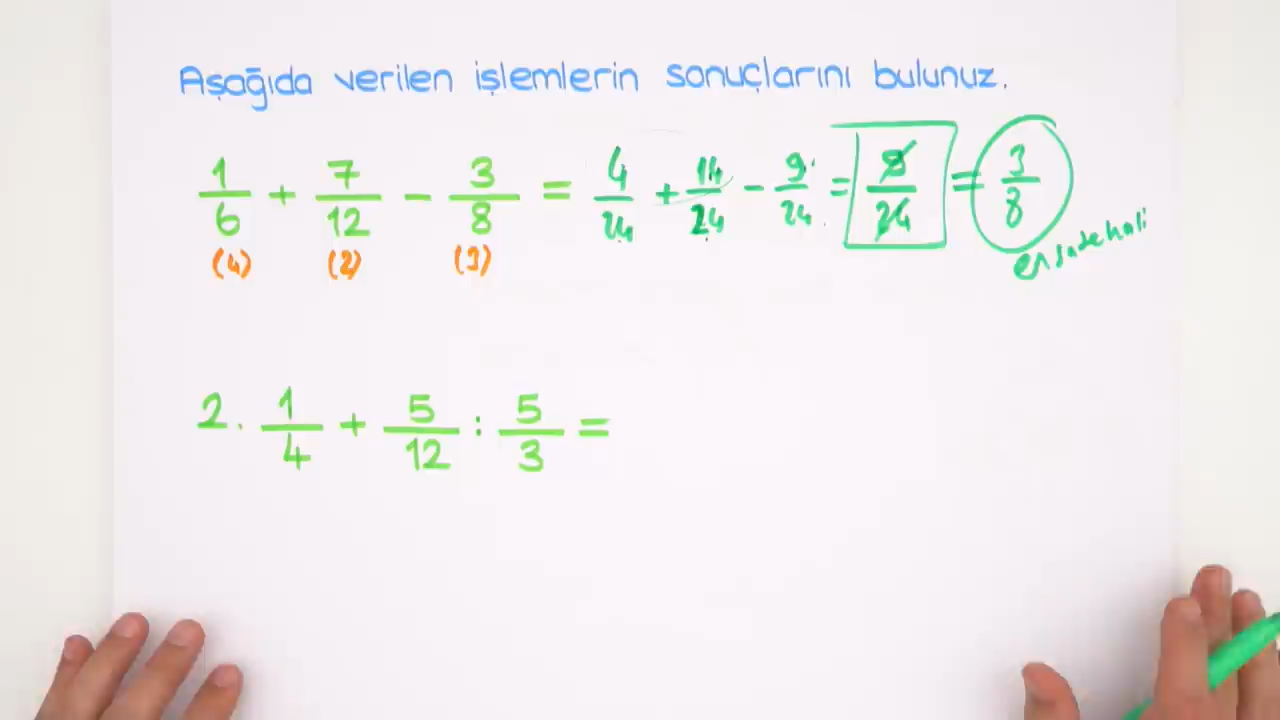 Aşağıda verilen işlemlerin sonuçlarını bulunuz.
1/6 + 7/12 - 3/8 = 4/24 + 14/24 - 9/24 = 9/24 = 3/8
(4) (2) (3)
en sade hali
2. 1/4 + 5/12 : 5/3 =